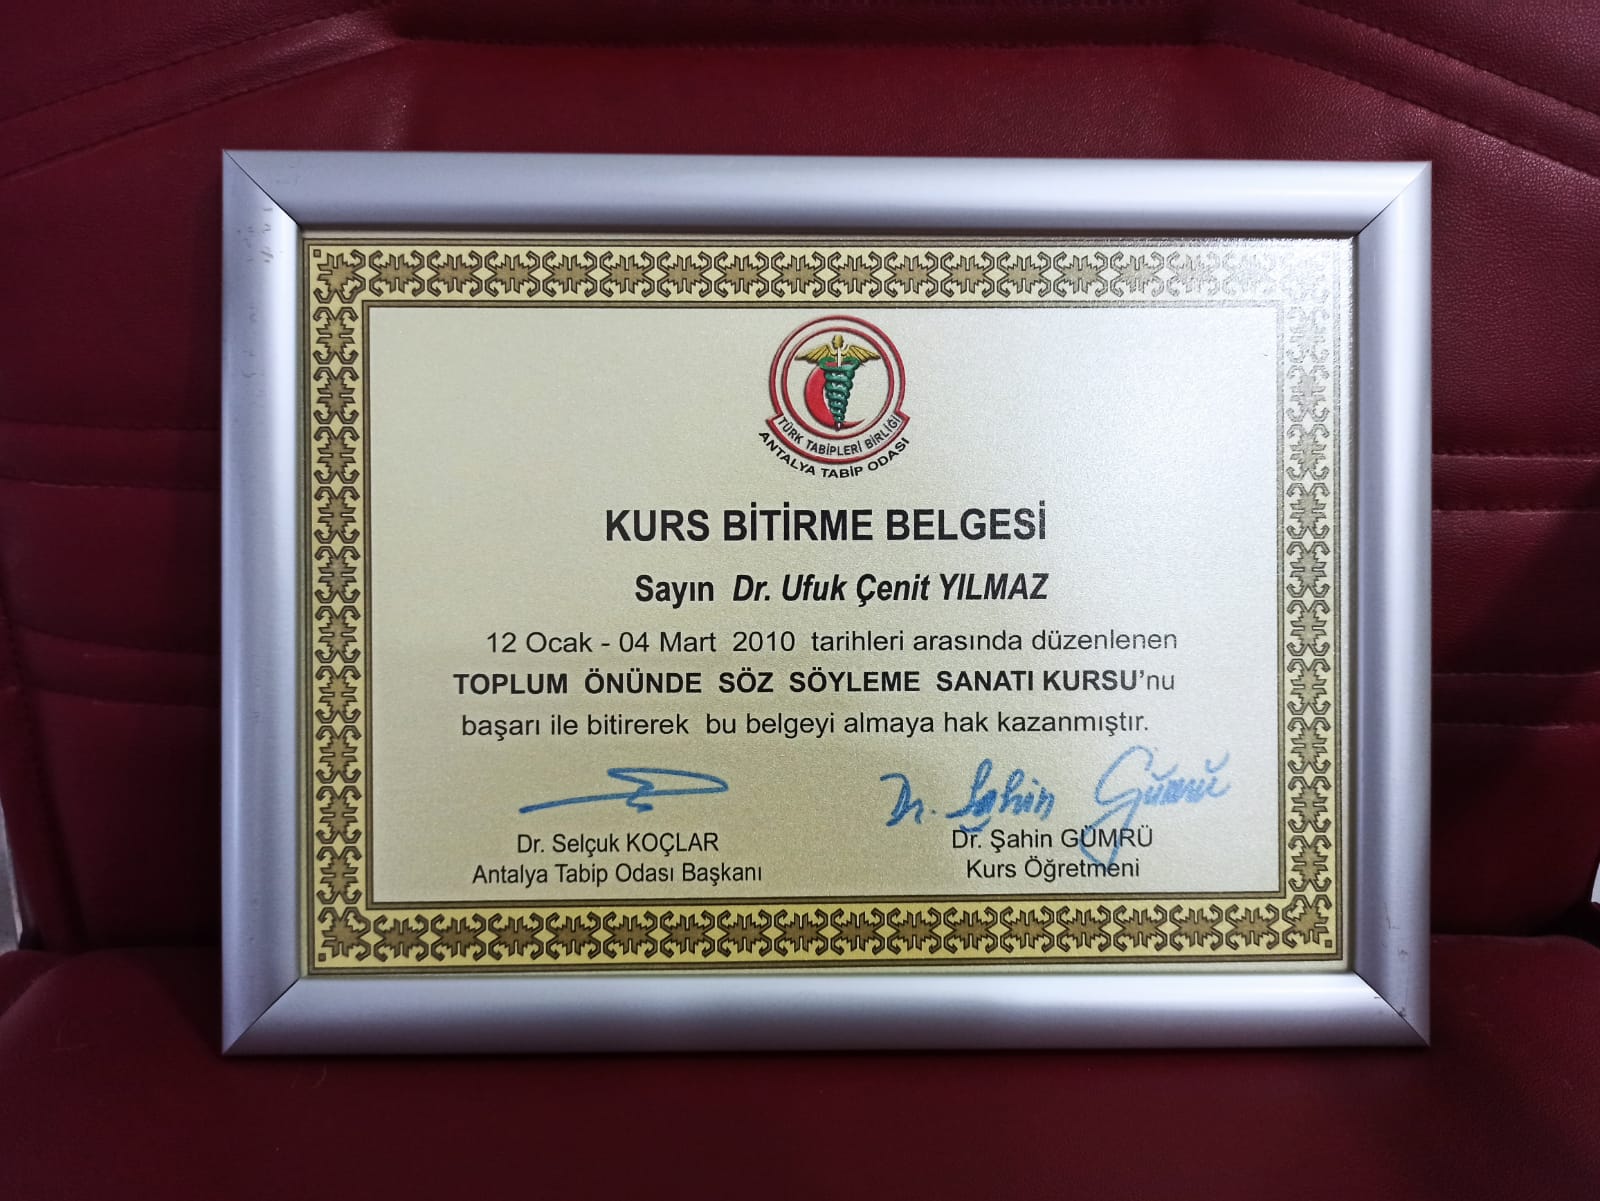 TÜRK TABİPLERİ BİRLİĞİ
ANTALYA TABİP ODASI
KURS BİTİRME BELGESİ
Sayın Dr. Ufuk Çenit YILMAZ
12 Ocak - 04 Mart 2010 tarihleri arasında düzenlenen
TOPLUM ÖNÜNDE SÖZ SÖYLEME SANATI KURSU’nu
başarı ile bitirerek bu belgeyi almaya hak kazanmıştır.
Dr. Şahin Gümrü
Dr. Selçuk KOÇLAR
Antalya Tabip Odası Başkanı
Dr. Şahin GÜMRÜ
Kurs Öğretmeni